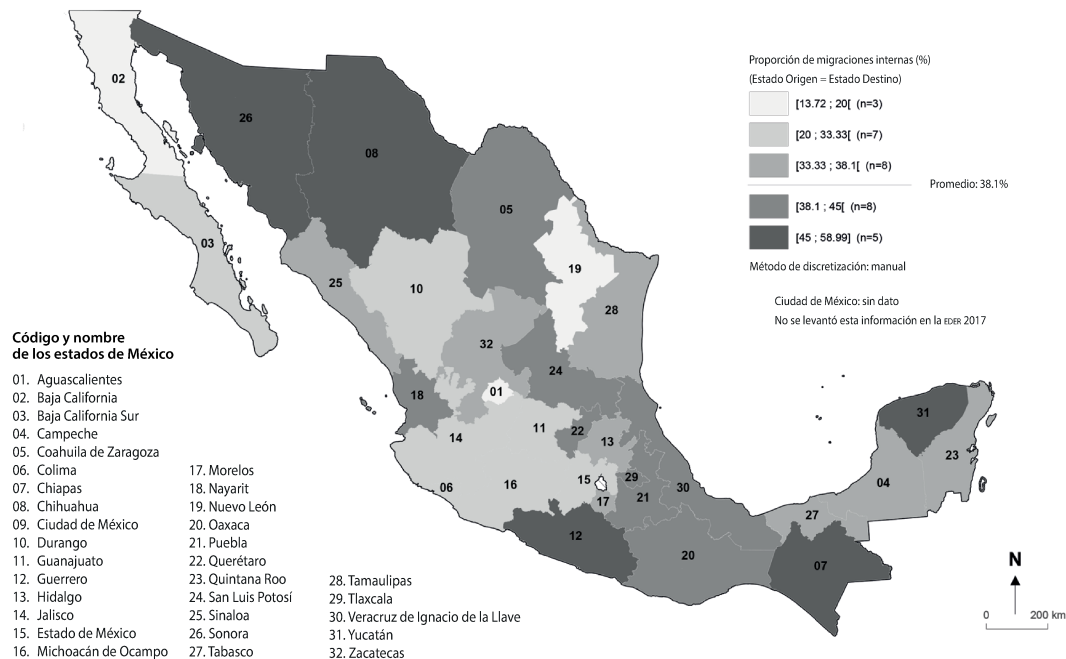 Proporción de migraciones internas (%)
(Estado Origen = Estado Destino)
[13.72 ; 20[ (n=3)
[20 ; 33.33[ (n=7)
[33.33 ; 38.1[ (n=8)
Promedio: 38.1%
[38.1 ; 45[ (n=8)
[45 ; 58.99] (n=5)
Método de discretización: manual
Ciudad de México: sin dato
No se levantó esta información en la EDER 2017
02
26
08
05
03
19
25
10
28
32
24
01
18
31
11
22
14
13
23
29
15
06
16
30
04
21
17
27
12
20
07
Código y nombre
de los estados de México
01. Aguascalientes
02. Baja California
03. Baja California Sur
04. Campeche
05. Coahuila de Zaragoza
06. Colima
07. Chiapas
08. Chihuahua
09. Ciudad de México
10. Durango
11. Guanajuato
12. Guerrero
13. Hidalgo
14. Jalisco
15. Estado de México
16. Michoacán de Ocampo
17. Morelos
18. Nayarit
19. Nuevo León
20. Oaxaca
21. Puebla
22. Querétaro
23. Quintana Roo
24. San Luis Potosí
25. Sinaloa
26. Sonora
27. Tabasco
28. Tamaulipas
29. Tlaxcala
30. Veracruz de Ignacio de la Llave
31. Yucatán
32. Zacatecas
N
0 200 km